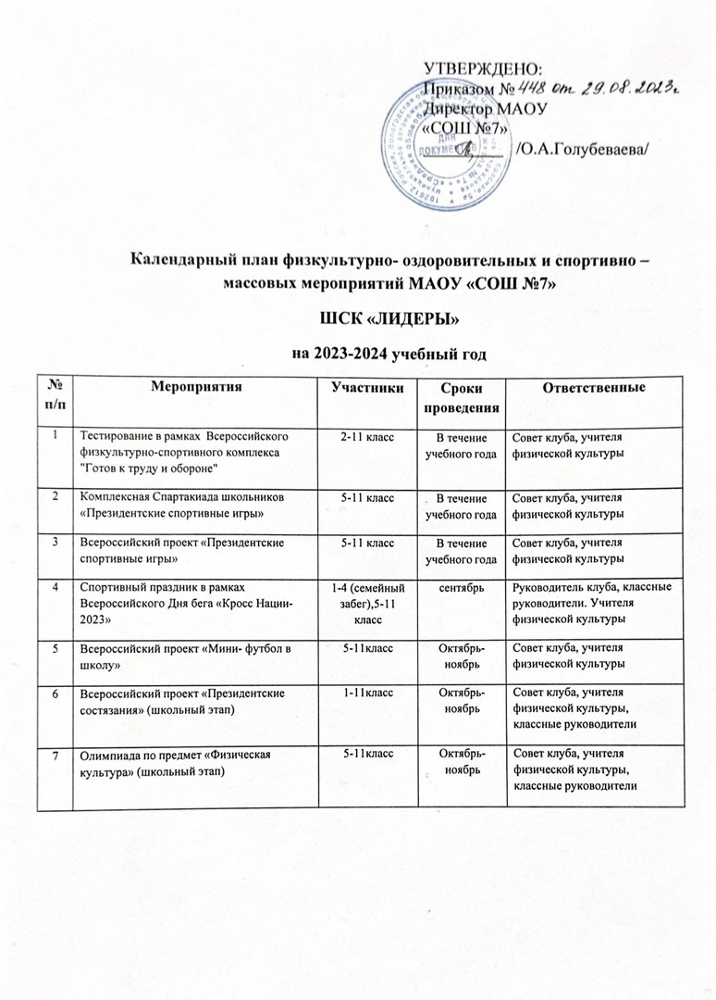 УТВЕРЖДЕНО:
Приказом № 448 от 29.08.2023г
Директор МАОУ
«СОШ №7»
/О.А.Голубеваева/
ДЛЯ
ДОКУМЕНТОВ
Календарный план физкультурно- оздоровительных и спортивно –
массовых мероприятий МАОУ «СОШ №7»
ШСК «ЛИДЕРЫ»
на 2023-2024 учебный год
№ п/п Мероприятия Участники Сроки проведения Ответственные
1 Тестирование в рамках Всероссийского физкультурно-спортивного комплекса "Готов к труду и обороне" 2-11 класс В течение учебного года Совет клуба, учителя физической культуры
2 Комплексная Спартакиада школьников «Президентские спортивные игры» 5-11 класс В течение учебного года Совет клуба, учителя физической культуры
3 Всероссийский проект «Президентские спортивные игры» 5-11 класс В течение учебного года Совет клуба, учителя физической культуры
4 Спортивный праздник в рамках Всероссийского Дня бега «Кросс Нации-2023» 1-4 (семейный забег),5-11 класс сентябрь Руководитель клуба, классные руководители. Учителя физической культуры
5 Всероссийский проект «Мини- футбол в школу» 5-11класс Октябрь-ноябрь Совет клуба, учителя физической культуры
6 Всероссийский проект «Президентские состязания» (школьный этап) 1-11класс Октябрь-ноябрь Совет клуба, учителя физической культуры, классные руководители
7 Олимпиада по предмет «Физическая культура» (школьный этап) 5-11класс Октябрь-ноябрь Совет клуба, учителя физической культуры, классные руководители